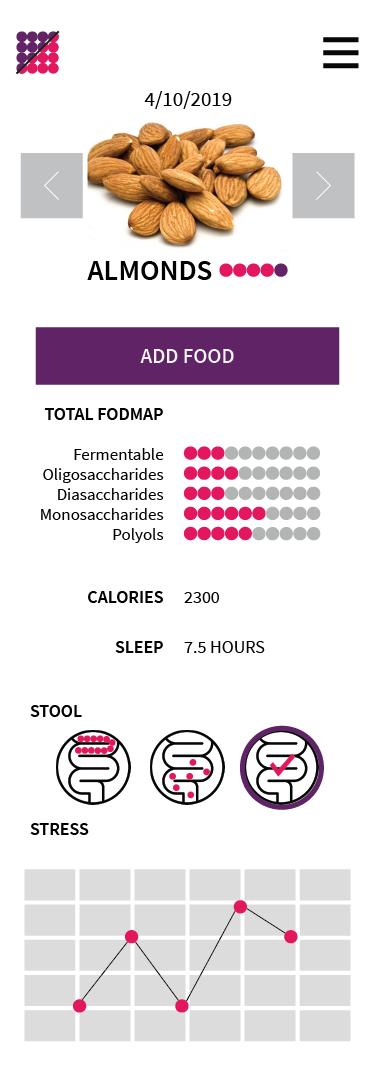 4/10/2019
ALMONDS
ADD FOOD
TOTAL FODMAP
Fermentable
Oligosaccharides
Diasaccharides
Monosaccharides
Polyols
CALORIES 2300
SLEEP 7.5 HOURS
STOOL
STRESS